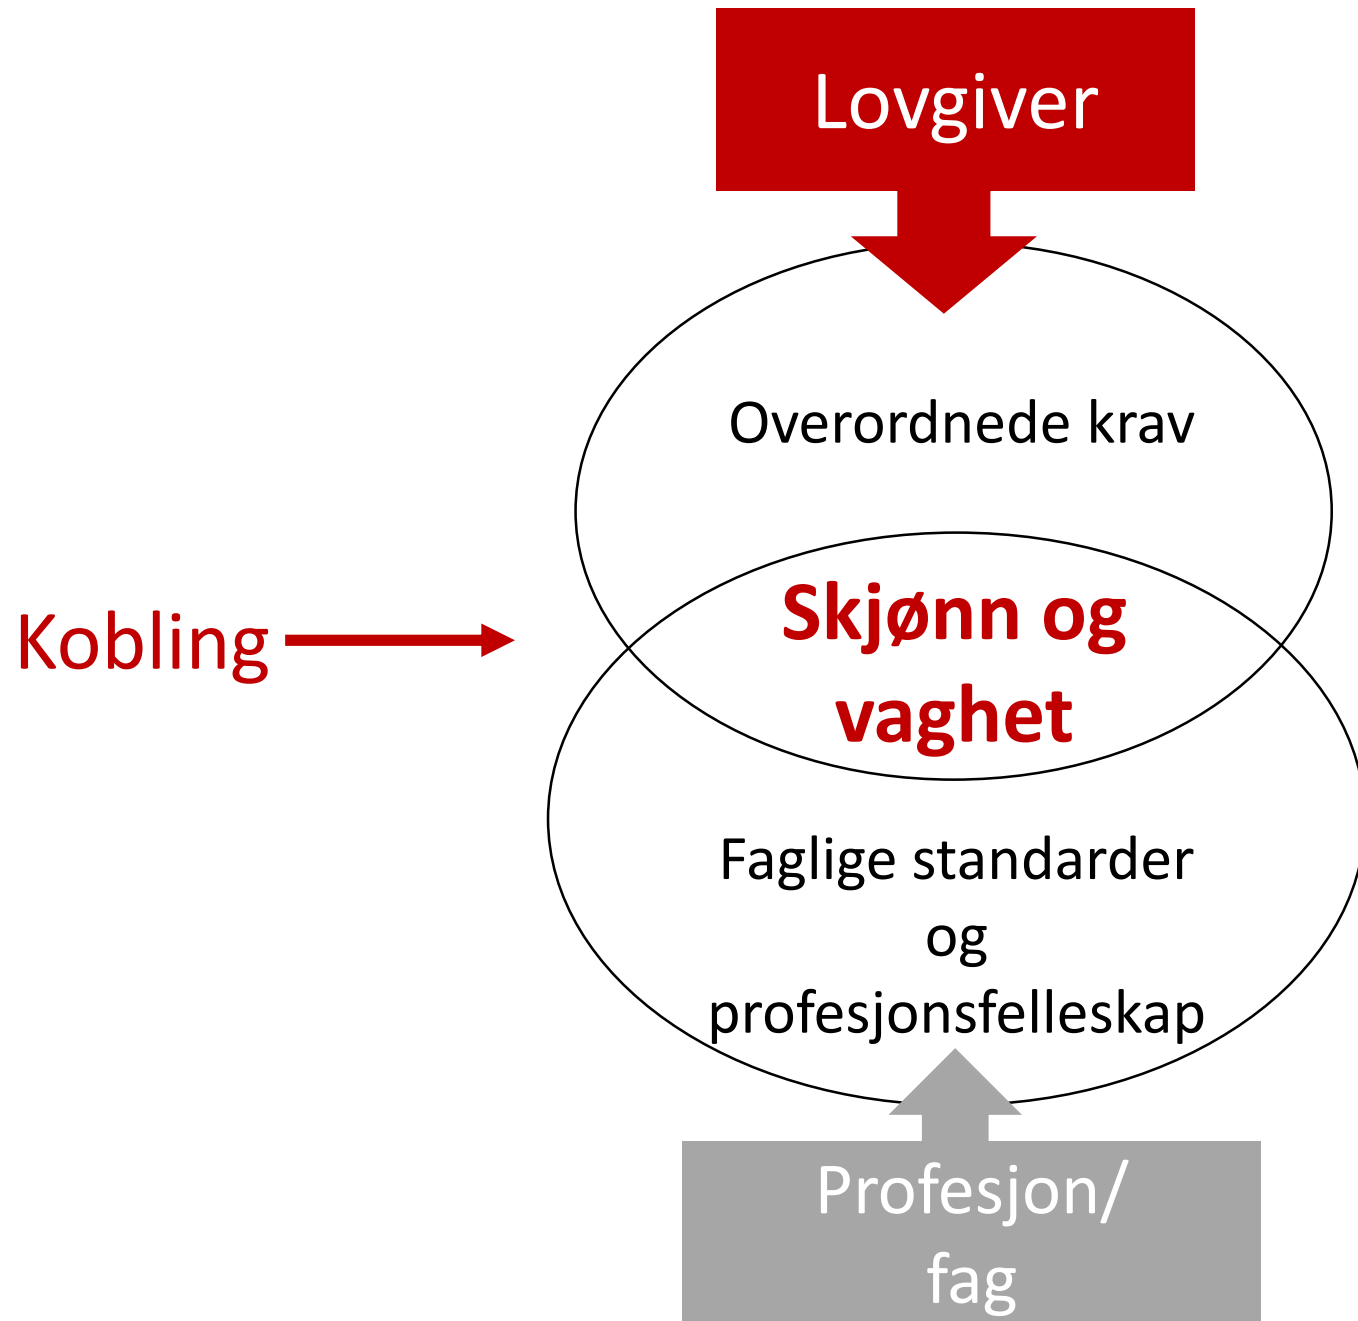 Lovgiver
Overordnede krav
Kobling
Skjønn og
vaghet
Faglige standarder
og
profesjonsfelleskap
Profesjon/
fag